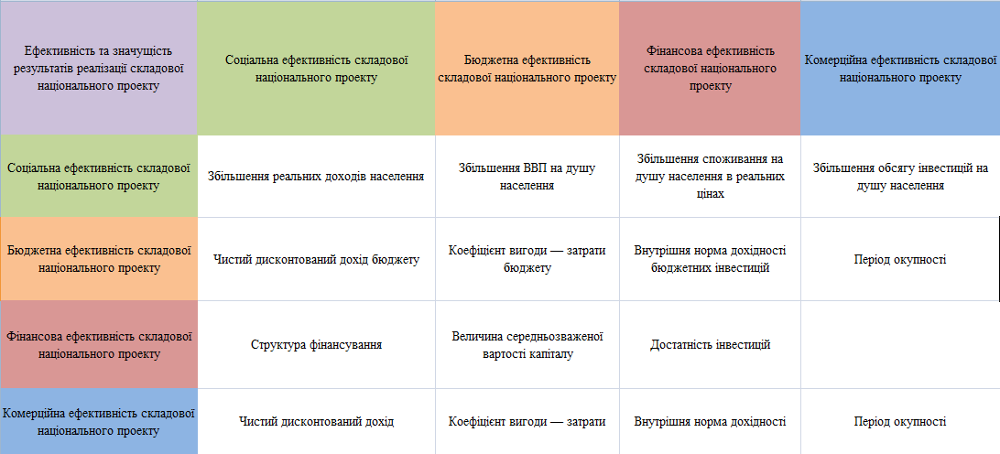 Ефективність та значущість
результатів реалізації складової
національного проекту
Соціальна ефективність складової
національного проекту
Бюджетна ефективність
складової національного проекту
Фінансова ефективність
складової національного
проекту
Комерційна ефективність складової
національного проекту
Соціальна ефективність складової
національного проекту
Збільшення реальних доходів населення
Збільшення ВВП на душу
населення
Збільшення споживання на
душу населення в реальних
цінах
Збільшення обсягу інвестицій на
душу населення
Бюджетна ефективність складової
національного проекту
Чистий дисконтований дохід бюджету
Коефіцієнт вигоди — затрати
бюджету
Внутрішня норма дохідності
бюджетних інвестицій
Період окупності
Фінансова ефективність складової
національного проекту
Структура фінансування
Величина середньозваженої
вартості капіталу
Достатність інвестицій
Комерційна ефективність складової
національного проекту
Чистий дисконтований дохід
Коефіцієнт вигоди — затрати
Внутрішня норма дохідності
Період окупності